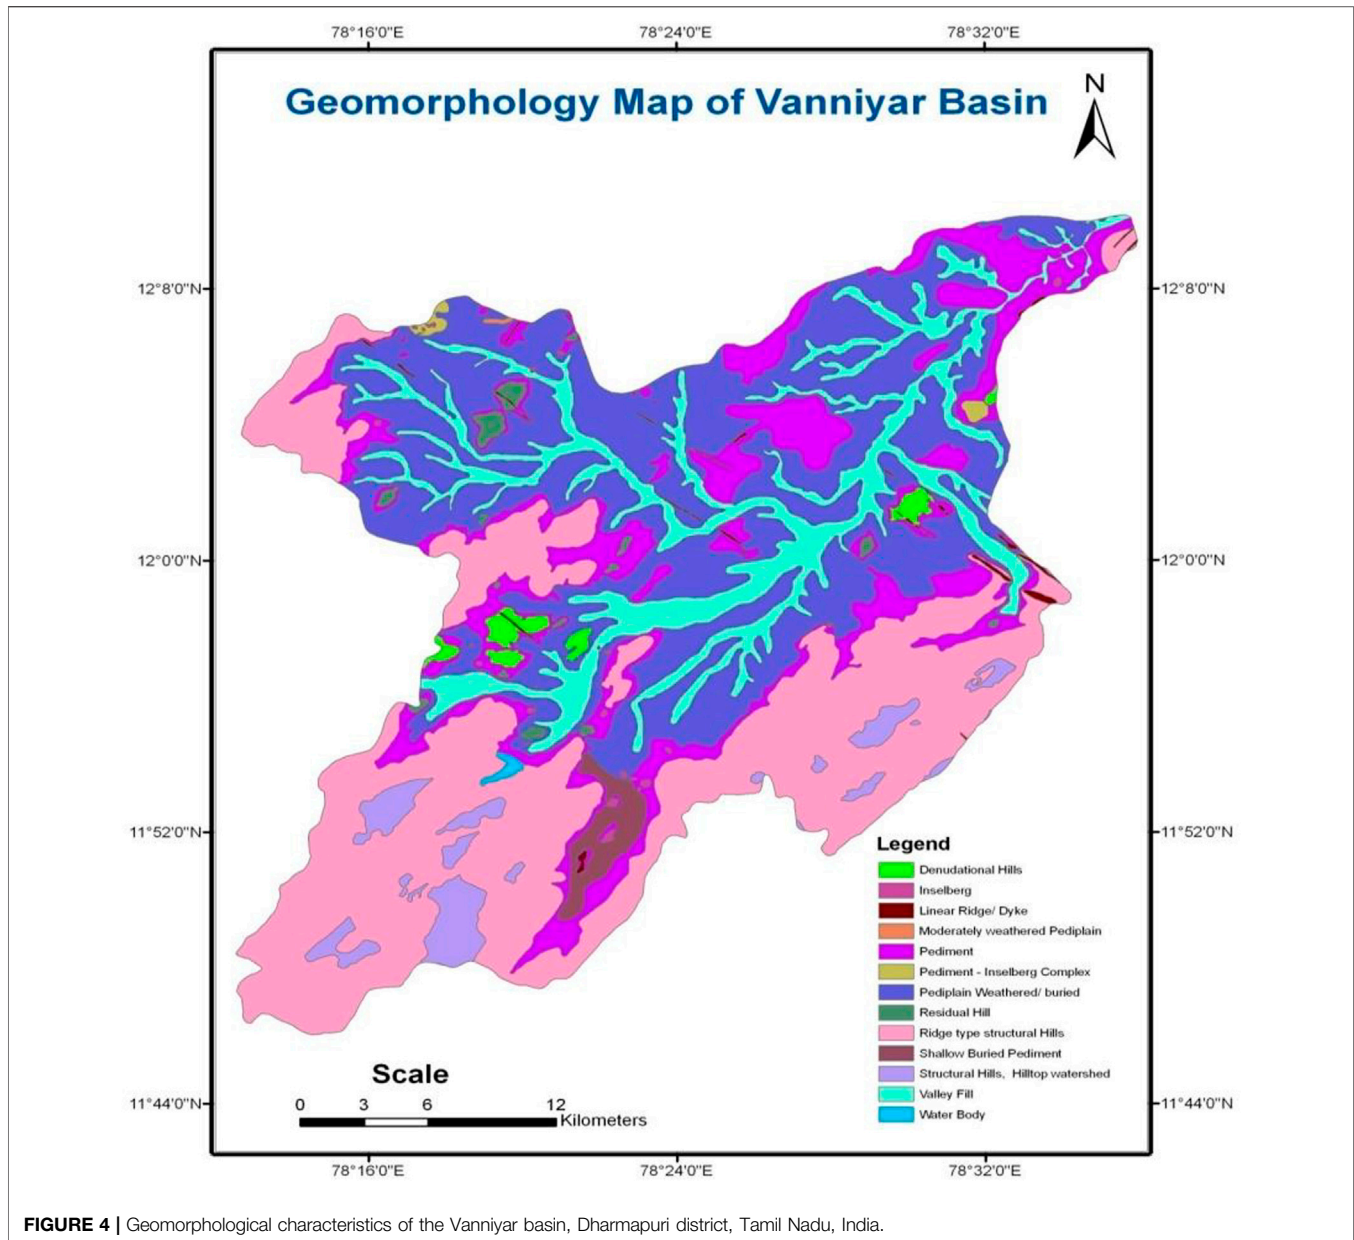 78°16'0"E 78°24'0"E 78°32'0"E
Geomorphology Map of Vanniyar Basin
N
12°8'0"N 12°8'0"N
12°0'0"N 12°0'0"N
11°52'0"N 11°52'0"N
Legend
Denudational Hills
Inselberg
Linear Ridge/ Dyke
Moderately weathered Pediplain
Pediment
Pediment - Inselberg Complex
Pediplain Weathered/ buried
Residual Hill
Ridge type structural Hills
Shallow Buried Pediment
Structural Hills, Hilltop watershed
Valley Fill
Water Body
Scale
0 3 6 12
Kilometers
11°44'0"N 11°44'0"N
78°16'0"E 78°24'0"E 78°32'0"E
FIGURE 4 | Geomorphological characteristics of the Vanniyar basin, Dharmapuri district, Tamil Nadu, India.